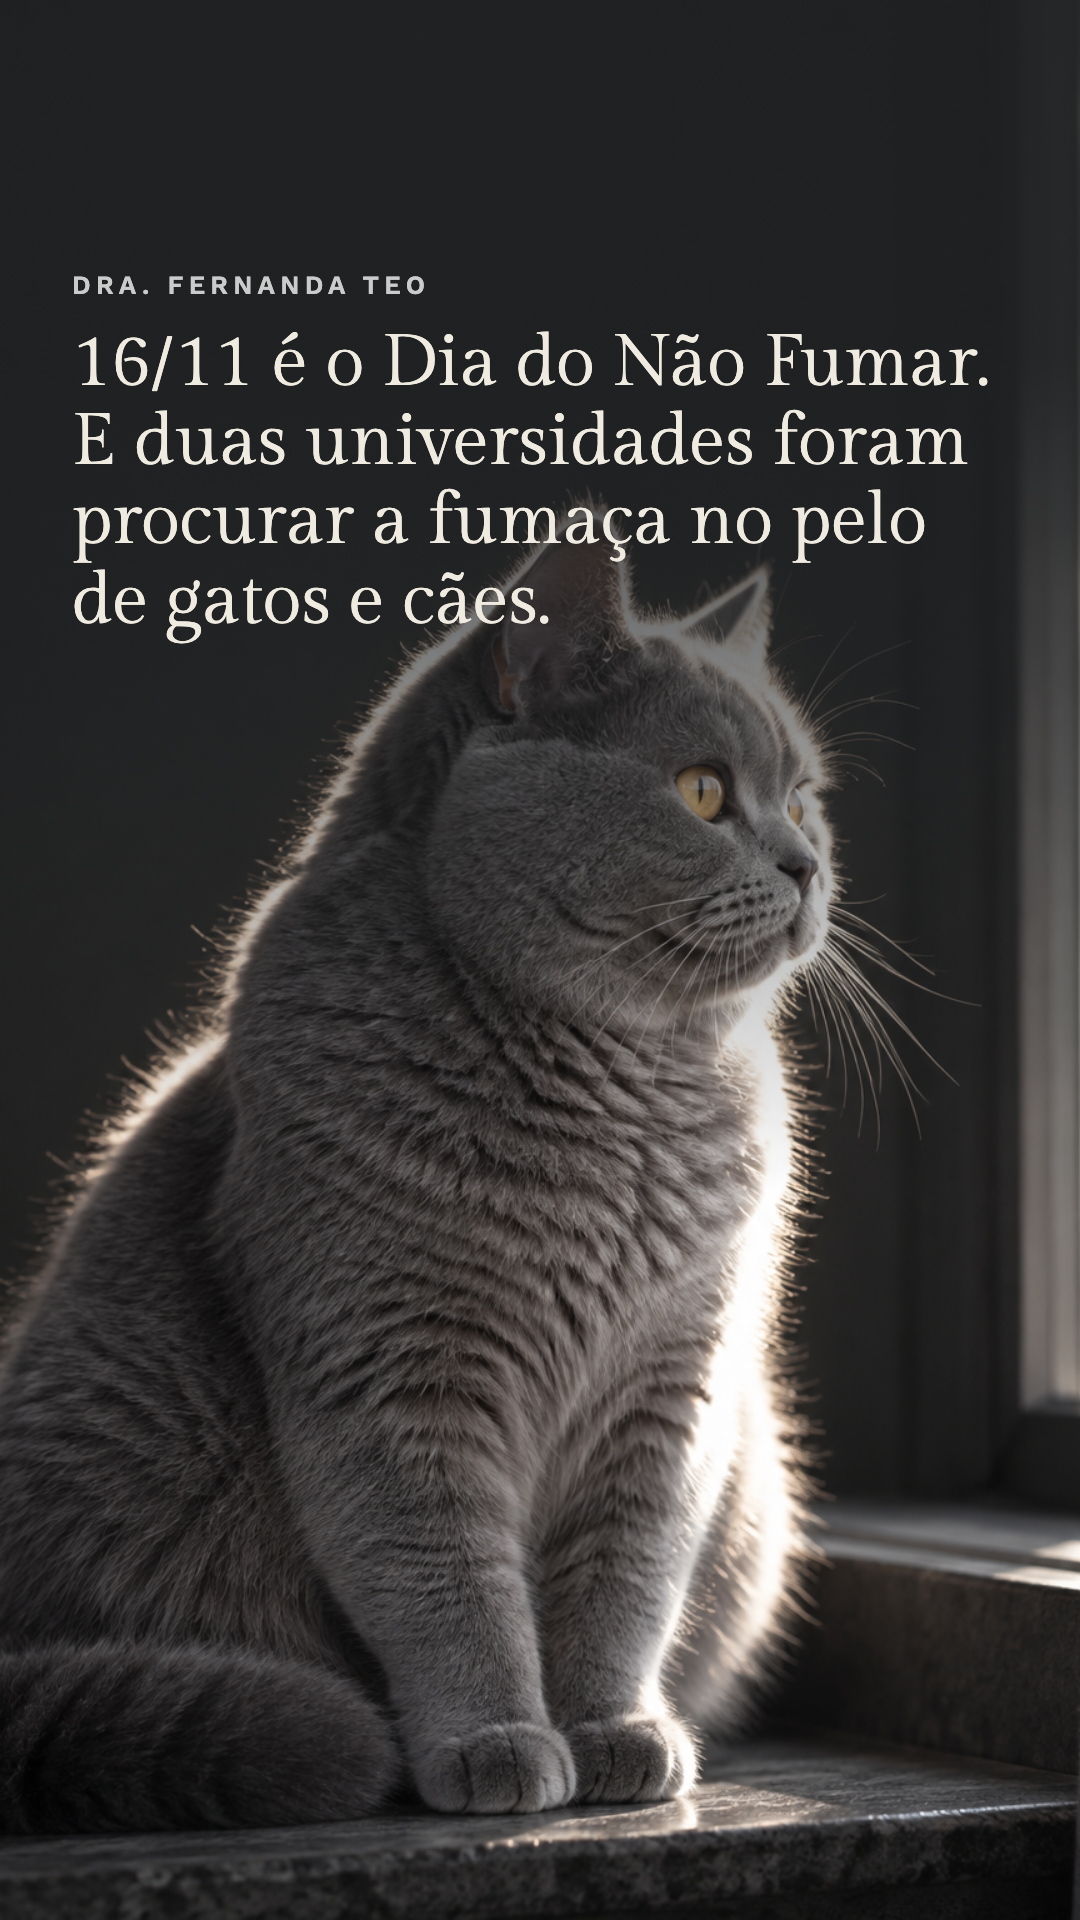 DRA. FERNANDA TEO
16/11 é o Dia do Não Fumar.
E duas universidades foram
procurar a fumaça no pelo
de gatos e cães.